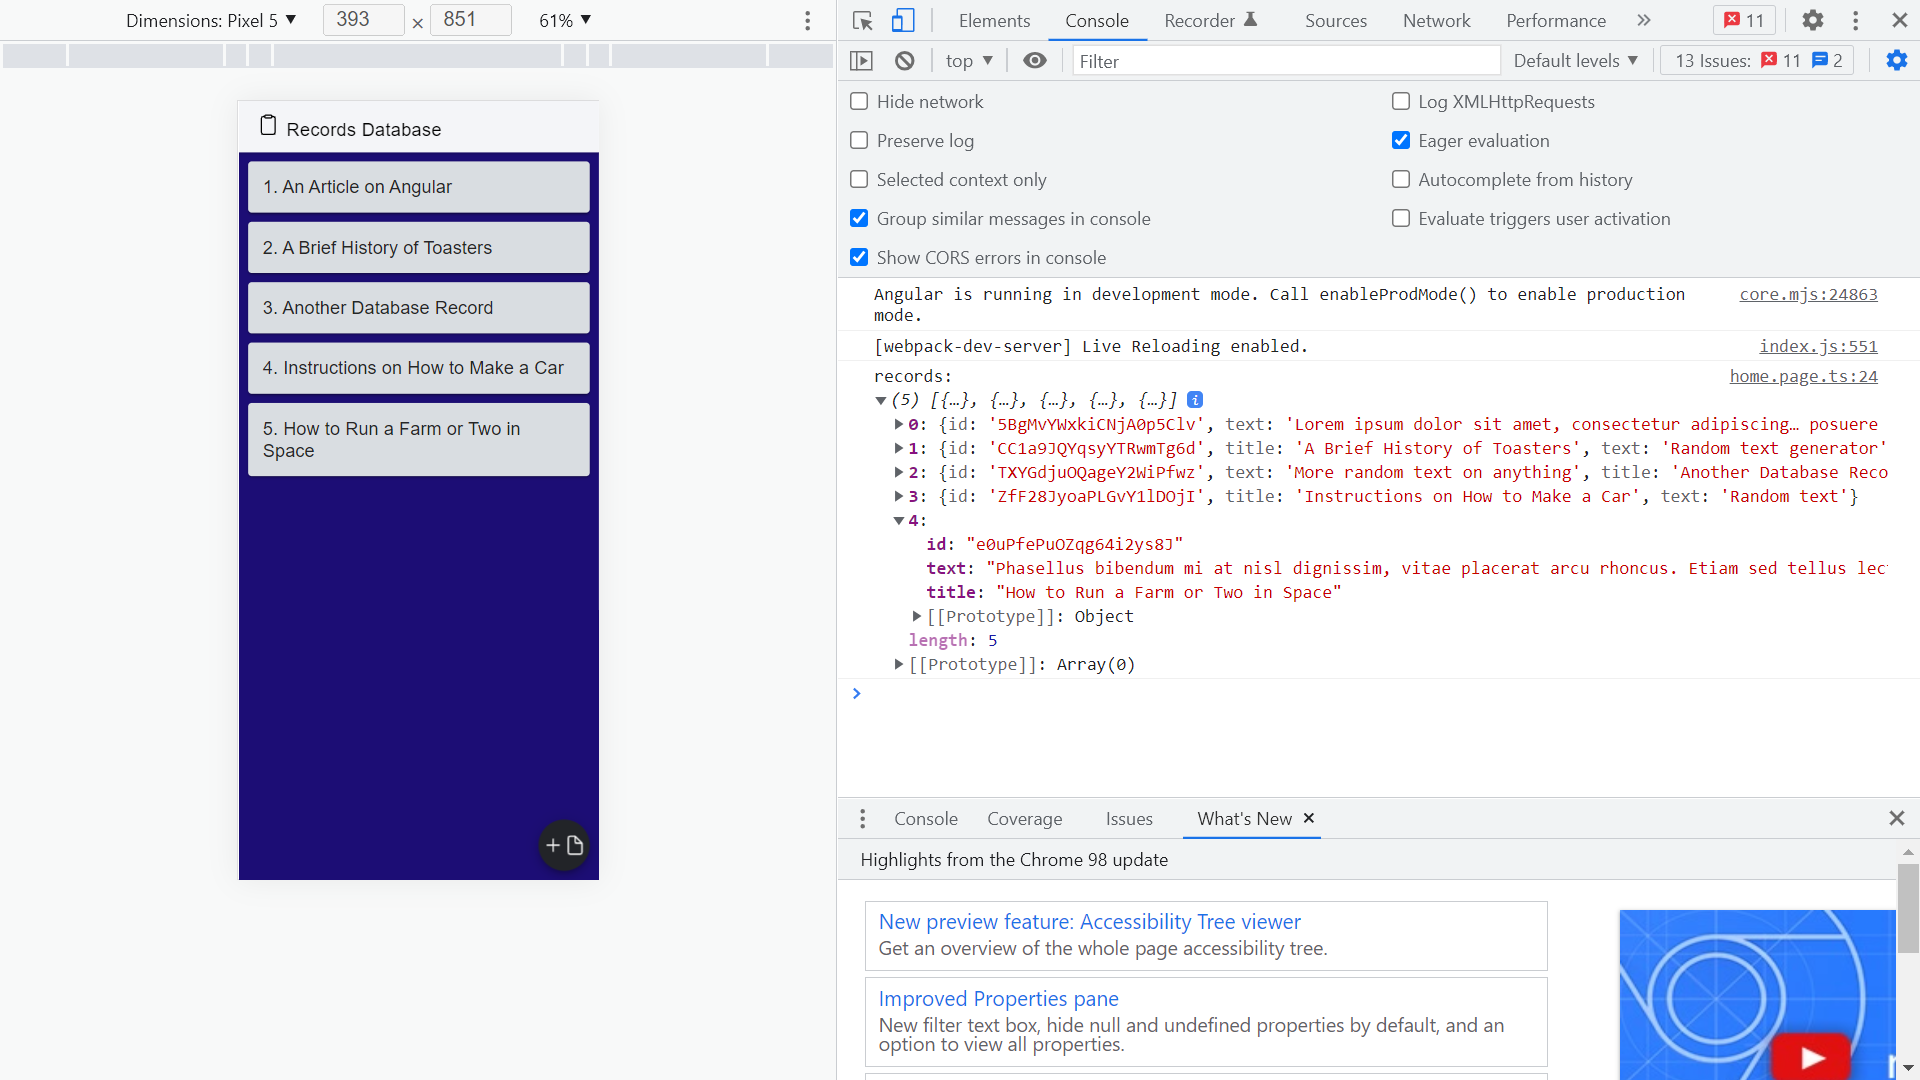 Dimensions: Pixel 5 ▼ 393 × 851 61% ▼
Records Database
1. An Article on Angular
2. A Brief History of Toasters
3. Another Database Record
4. Instructions on How to Make a Car
5. How to Run a Farm or Two in
Space
+
Elements Console Recorder Sources Network Performance » 11
top ▼ Filter Default levels ▼ 13 Issues: 11 2
Hide network
Log XMLHttpRequests
Preserve log
Eager evaluation
Selected context only
Autocomplete from history
Group similar messages in console
Evaluate triggers user activation
Show CORS errors in console
Angular is running in development mode. Call enableProdMode() to enable production core.mjs:24863
mode.
[webpack-dev-server] Live Reloading enabled. index.js:551
records: home.page.ts:24
▼(5) [{…}, {…}, {…}, {…}, {…}] i
▶0: {id: '5BgMvYWxkiCNjA0p5Clv', text: 'Lorem ipsum dolor sit amet, consectetur adipiscing… posuere
▶1: {id: 'CC1a9JQYqsyYTRwmTg6d', title: 'A Brief History of Toasters', text: 'Random text generator'
▶2: {id: 'TXYGdjuOQageY2WiPfwz', text: 'More random text on anything', title: 'Another Database Reco
▶3: {id: 'ZfF28JyoaPLGvY1lDOjI', title: 'Instructions on How to Make a Car', text: 'Random text'}
▼4:
id: "e0uPfePuOZqg64i2ys8J"
text: "Phasellus bibendum mi at nisl dignissim, vitae placerat arcu rhoncus. Etiam sed tellus lec
title: "How to Run a Farm or Two in Space"
▶[[Prototype]]: Object
length: 5
▶[[Prototype]]: Array(0)
>
Console Coverage Issues What's New ×
Highlights from the Chrome 98 update
New preview feature: Accessibility Tree viewer
Get an overview of the whole page accessibility tree.
Improved Properties pane
New filter text box, hide null and undefined properties by default, and an
option to view all properties.